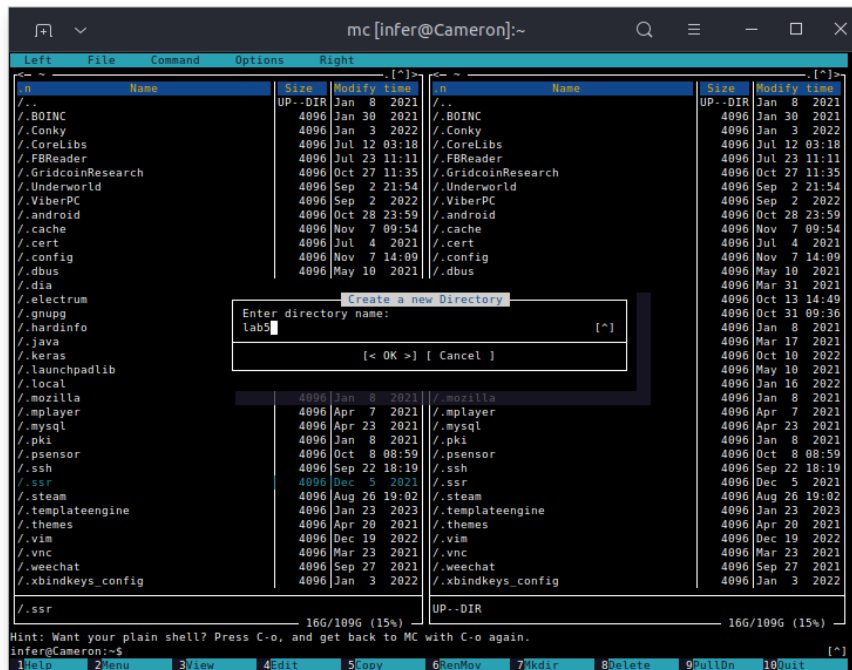 mc [infer@Cameron]:~
Left File Command Options Right
<— ~ .[^]> <— ~ .[^]>
.n Name Size Modify time .n Name Size Modify time
/.. UP--DIR Jan 8 2021 /.. UP--DIR Jan 8 2021
/.BOINC 4096 Jan 30 2021 /.BOINC 4096 Jan 30 2021
/.Conky 4096 Jan 3 2022 /.Conky 4096 Jan 3 2022
/.CoreLibs 4096 Jul 12 03:18 /.CoreLibs 4096 Jul 12 03:18
/.FBReader 4096 Jul 23 11:11 /.FBReader 4096 Jul 23 11:11
/.GridcoinResearch 4096 Oct 27 11:35 /.GridcoinResearch 4096 Oct 27 11:35
/.Underworld 4096 Sep 2 21:54 /.Underworld 4096 Sep 2 21:54
/.ViberPC 4096 Sep 2 2022 /.ViberPC 4096 Sep 2 2022
/.android 4096 Oct 28 23:59 /.android 4096 Oct 28 23:59
/.cache 4096 Nov 7 09:54 /.cache 4096 Nov 7 09:54
/.cert 4096 Jul 4 2021 /.cert 4096 Jul 4 2021
/.config 4096 Nov 7 14:09 /.config 4096 Nov 7 14:09
/.dbus 4096 May 10 2021 /.dbus 4096 May 10 2021
/.dia 4096 Mar 31 2021
/.electrum Create a new Directory 4096 Oct 13 14:49
/.gnupg Enter directory name: 4096 Oct 31 09:36
/.hardinfo lab5 [^] 4096 Jan 8 2021
/.java 4096 Mar 17 2021
/.keras [< OK >] [ Cancel ] 4096 Oct 10 2022
/.launchpadlib 4096 May 10 2021
/.local 4096 Jan 16 2022
/.mozilla 4096 Jan 8 2021 /.mozilla 4096 Jan 8 2021
/.mplayer 4096 Apr 7 2021 /.mplayer 4096 Apr 7 2021
/.mysql 4096 Apr 23 2021 /.mysql 4096 Apr 23 2021
/.pki 4096 Jan 8 2021 /.pki 4096 Jan 8 2021
/.psensor 4096 Oct 8 08:59 /.psensor 4096 Oct 8 08:59
/.ssh 4096 Sep 22 18:19 /.ssh 4096 Sep 22 18:19
/.ssr 4096 Dec 5 2021 /.ssr 4096 Dec 5 2021
/.steam 4096 Aug 26 19:02 /.steam 4096 Aug 26 19:02
/.templateengine 4096 Jan 23 2023 /.templateengine 4096 Jan 23 2023
/.themes 4096 Apr 20 2021 /.themes 4096 Apr 20 2021
/.vim 4096 Dec 19 2022 /.vim 4096 Dec 19 2022
/.vnc 4096 Mar 23 2021 /.vnc 4096 Mar 23 2021
/.weechat 4096 Sep 27 2021 /.weechat 4096 Sep 27 2021
/.xbindkeys_config 4096 Jan 3 2022 /.xbindkeys_config 4096 Jan 3 2022
/.ssr UP--DIR
16G/109G (15%) 16G/109G (15%)
Hint: Want your plain shell? Press C-o, and get back to MC with C-o again.
infer@Cameron:~$ [^]
1Help 2Menu 3View 4Edit 5Copy 6RenMov 7Mkdir 8Delete 9PullDn 10Quit